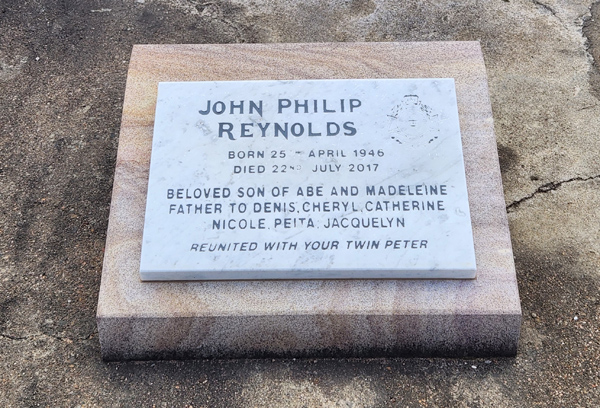 JOHN PHILIP
REYNOLDS
BORN 25TH APRIL 1946
DIED 22ND JULY 2017
BELOVED SON OF ABE AND MADELEINE
FATHER TO DENIS, CHERYL, CATHERINE
NICOLE, PEITA, JACQUELYN
REUNITED WITH YOUR TWIN PETER